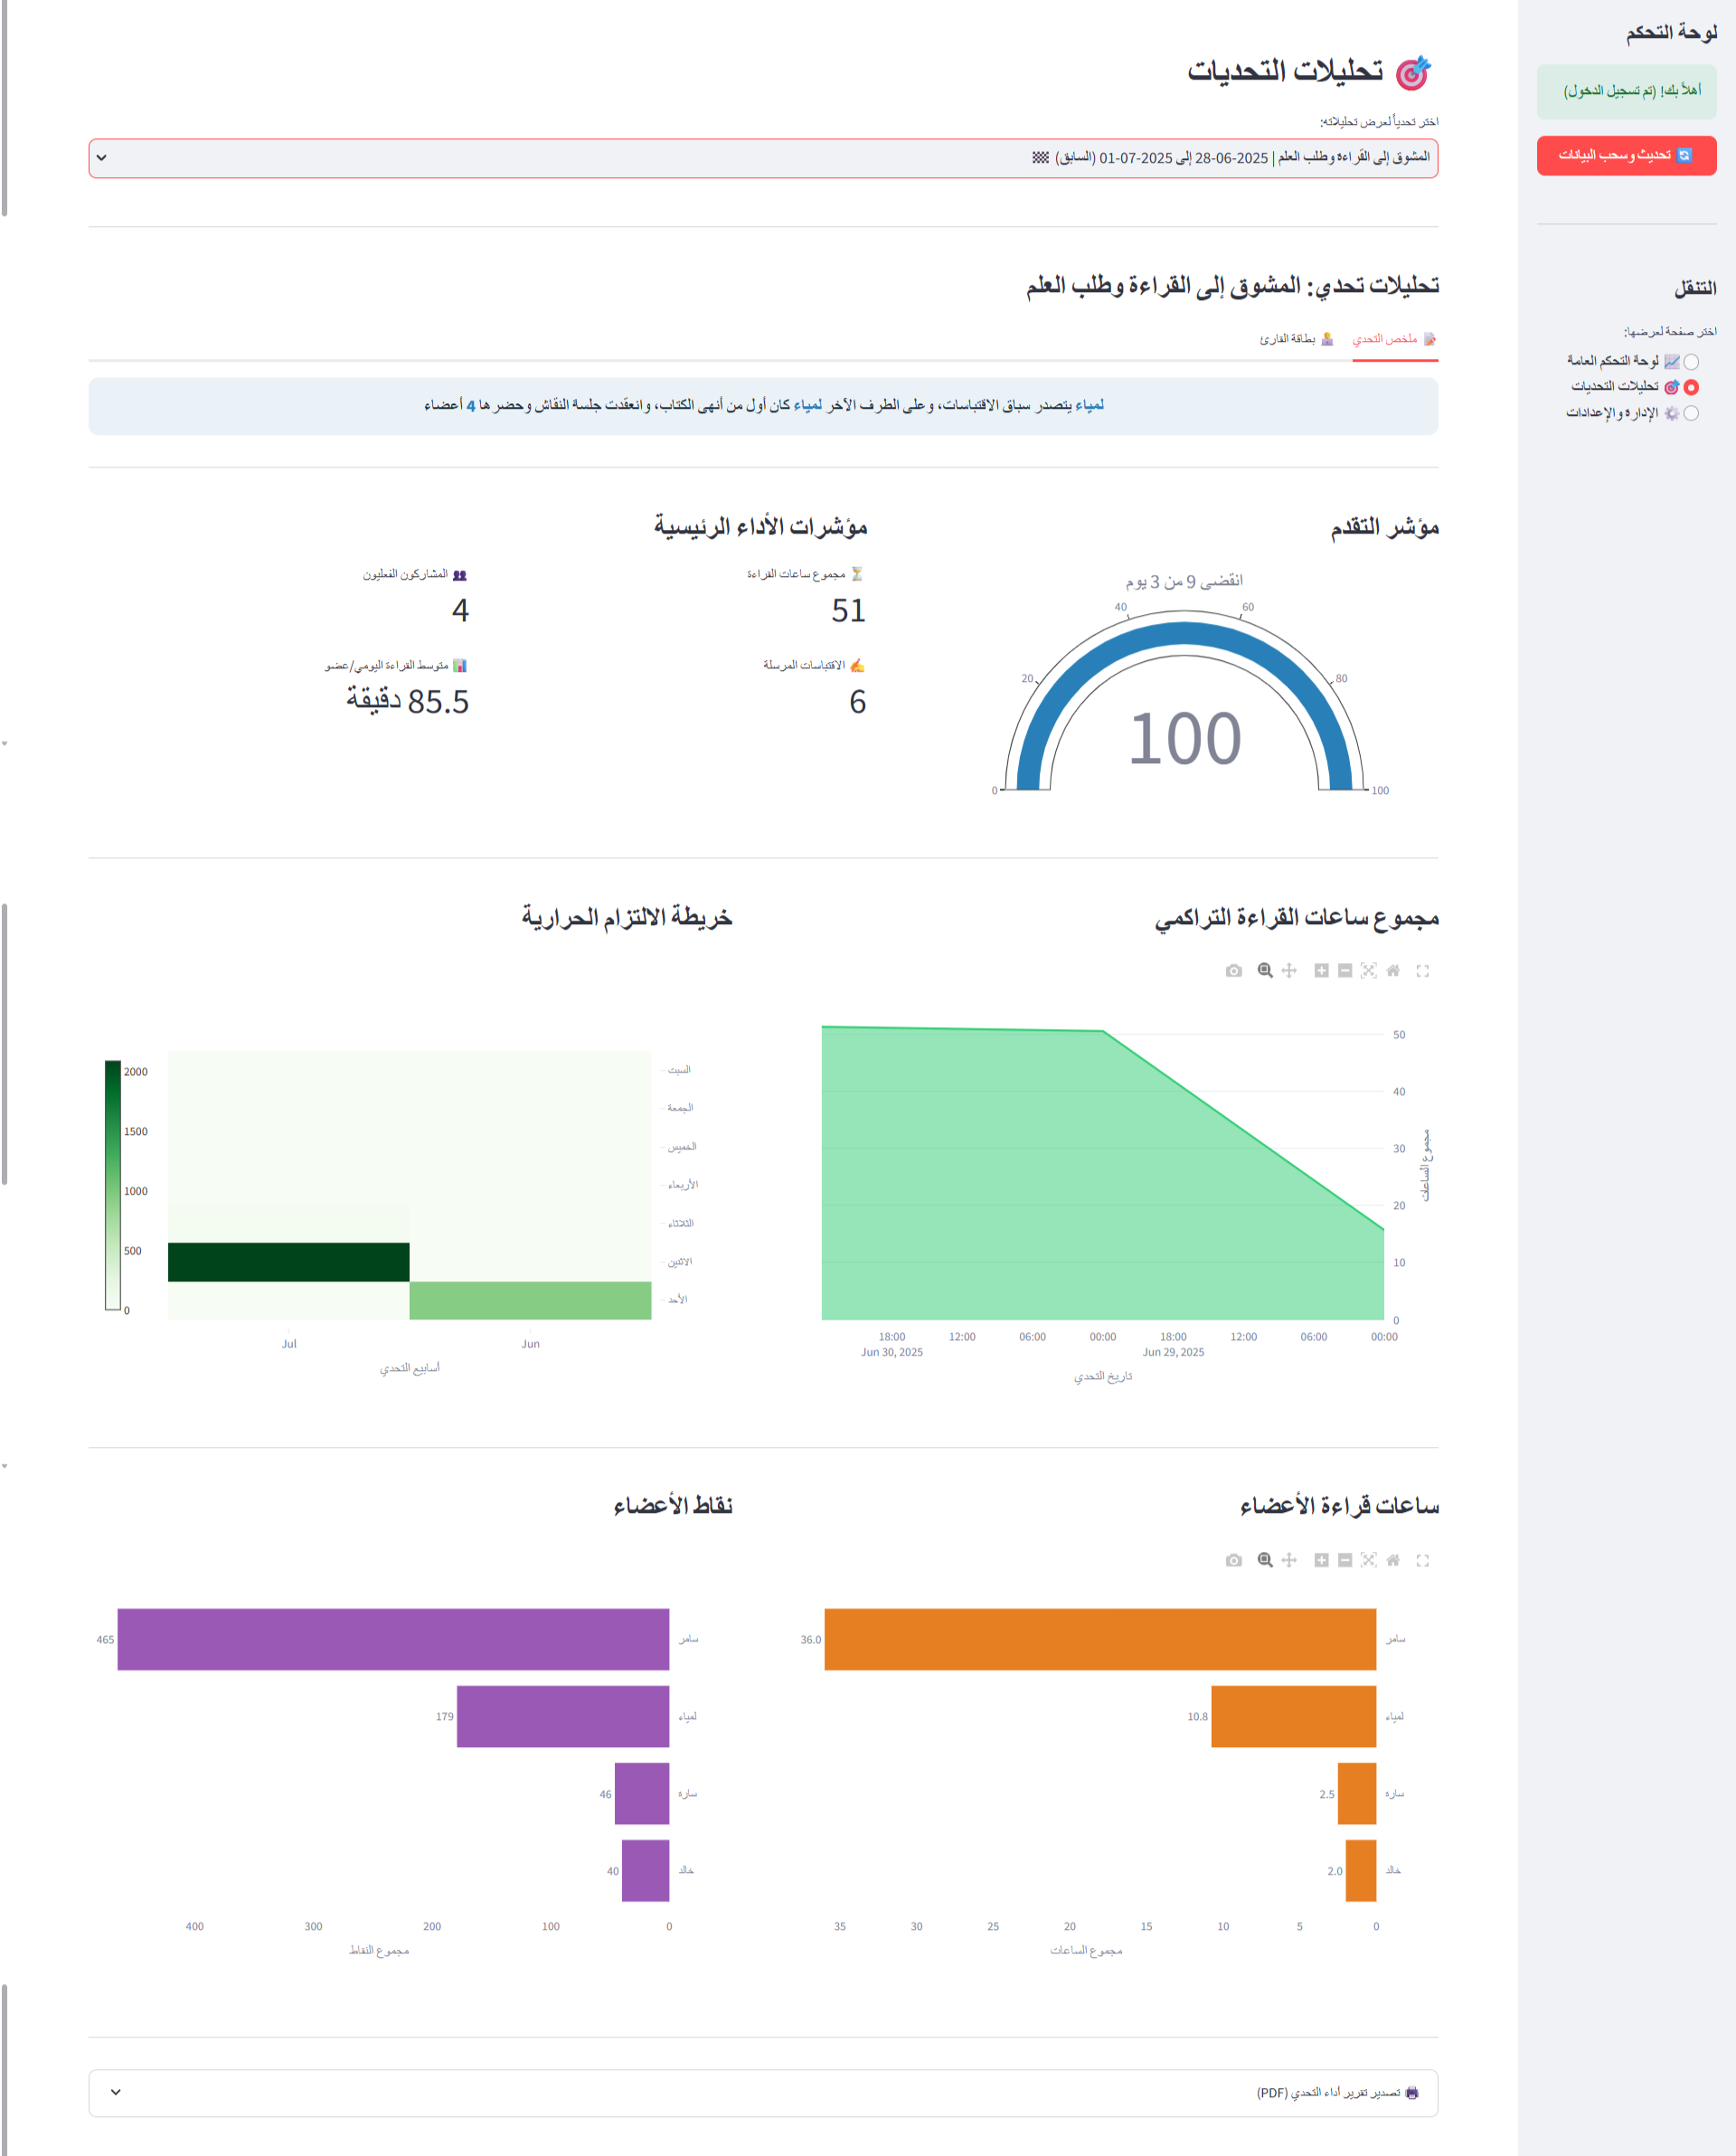 لوحة التحكم
أهلاً بك! (تم تسجيل الدخول)
تحديث وسحب البيانات
التنقل
اختر صفحة لعرضها:
لوحة التحكم العامة
تحليلات التحديات
الإدارة والإعدادات
تحليلات التحديات
اختر تحدياً لعرض تحليلاته:
المشوق إلى القراءة وطلب العلم | 28-06-2025 إلى 01-07-2025 (السابق)
تحليلات تحدي: المشوق إلى القراءة وطلب العلم
ملخص التحدي
بطاقة القارئ
لمياء يتصدر سباق الاقتباسات، وعلى الطرف الآخر لمياء كان أول من أنهى الكتاب، وانعقدت جلسة النقاش وحضرها 4 أعضاء
مؤشر التقدم
انقضى 9 من 3 يوم
0
20
40
60
80
100
100
مؤشرات الأداء الرئيسية
مجموع ساعات القراءة
51
المشاركون الفعليون
4
الاقتباسات المرسلة
6
متوسط القراءة اليومي/عضو
85.5 دقيقة
مجموع ساعات القراءة التراكمي
50
40
30
20
10
0
مجموع الساعات
00:00
06:00
12:00
18:00
Jun 29, 2025
00:00
06:00
12:00
18:00
Jun 30, 2025
تاريخ التحدي
خريطة الالتزام الحرارية
السبت
الجمعة
الخميس
الأربعاء
الثلاثاء
الاثنين
الأحد
Jun
Jul
أسابيع التحدي
2000
1500
1000
500
0
ساعات قراءة الأعضاء
سامر
36.0
لمياء
10.8
سارة
2.5
خالد
2.0
0
5
10
15
20
25
30
35
مجموع الساعات
نقاط الأعضاء
سامر
465
لمياء
179
سارة
46
خالد
40
0
100
200
300
400
مجموع النقاط
تصدير تقرير أداء التحدي (PDF)